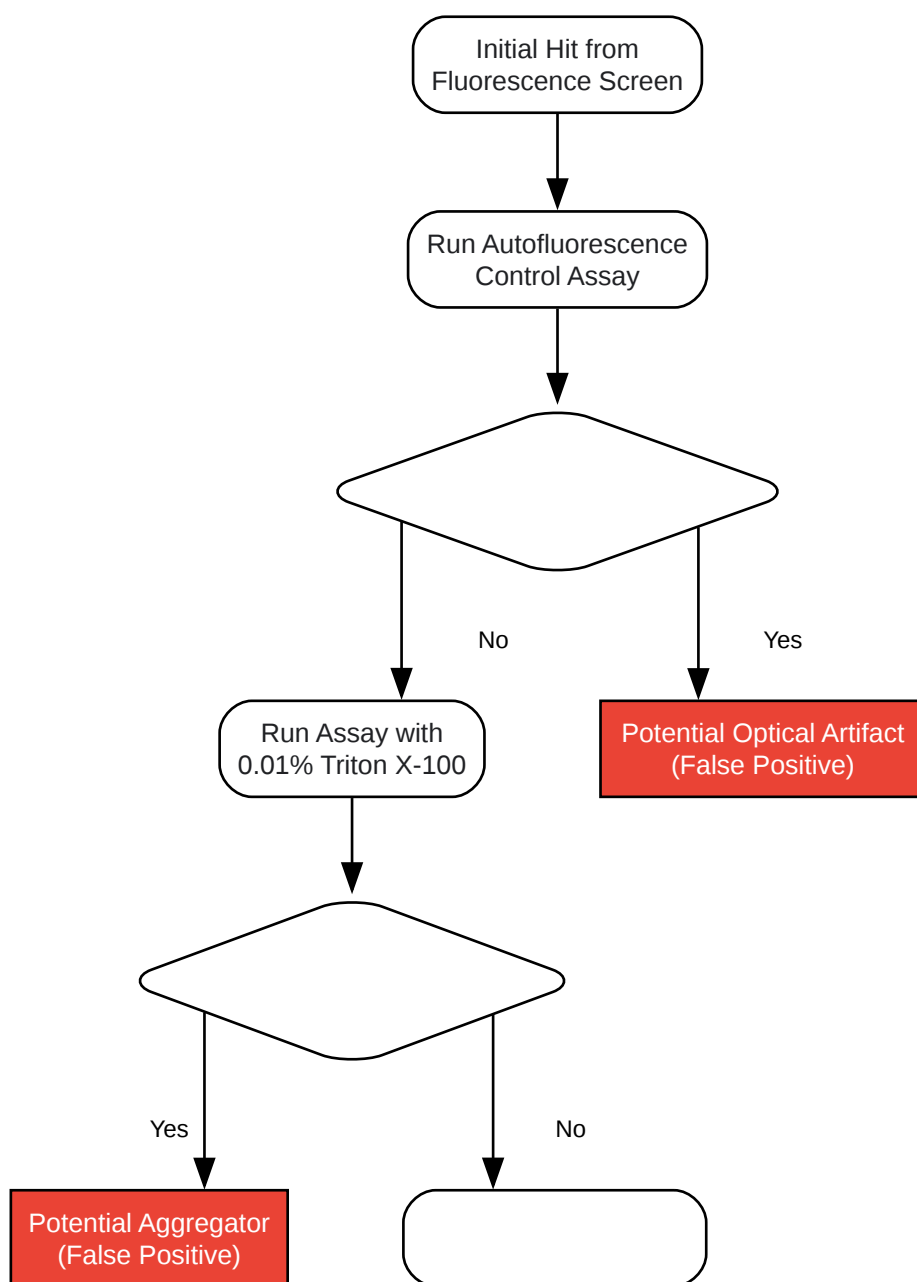 Initial Hit from
Fluorescence Screen
Run Autofluorescence
Control Assay
No
Yes
Run Assay with
0.01% Triton X-100
Potential Optical Artifact
(False Positive)
Yes
No
Potential Aggregator
(False Positive)